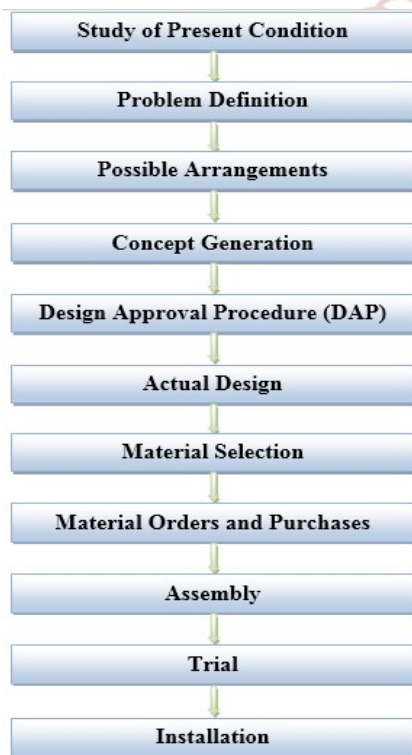 Study of Present Condition
Problem Definition
Possible Arrangements
Concept Generation
Design Approval Procedure (DAP)
Actual Design
Material Selection
Material Orders and Purchases
Assembly
Trial
Installation